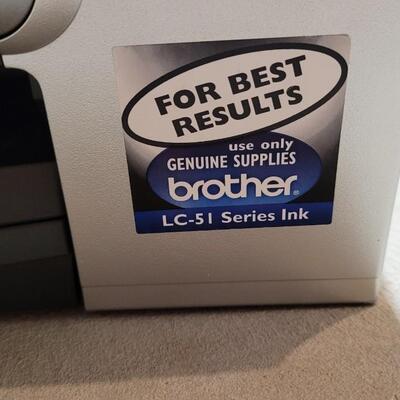 FOR BEST
RESULTS
use only
GENUINE SUPPLIES
brother®
LC-51 Series Ink